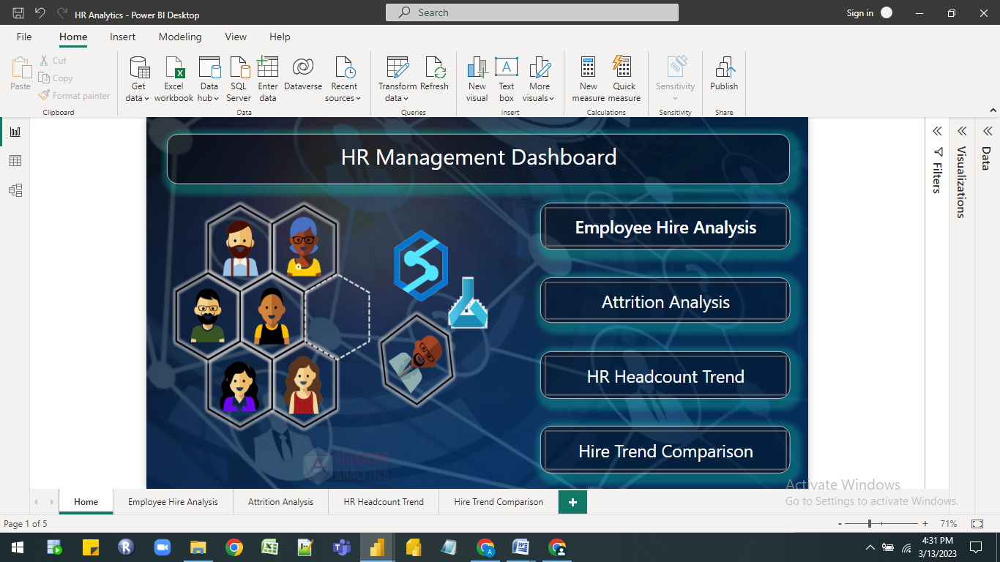 HR Analytics - Power BI Desktop
Search
Sign in
File Home Insert Modeling View Help
Paste
Cut
Copy
Format painter
Clipboard
Get data
Excel workbook
Data hub
SQL Server
Enter data
Dataverse
Recent sources
Data
Transform data
Refresh
Queries
New visual
Text box
More visuals
Insert
New measure
Quick measure
Calculations
Sensitivity
Sensitivity
Publish
Share
HR Management Dashboard
Employee Hire Analysis
Attrition Analysis
HR Headcount Trend
Hire Trend Comparison
ADVANCING
ANALYTICS
Filters
Visualizations
Data
Activate Windows
Go to Settings to activate Windows.
Home Employee Hire Analysis Attrition Analysis HR Headcount Trend Hire Trend Comparison
Page 1 of 5
- + 71%
4:31 PM
3/13/2023